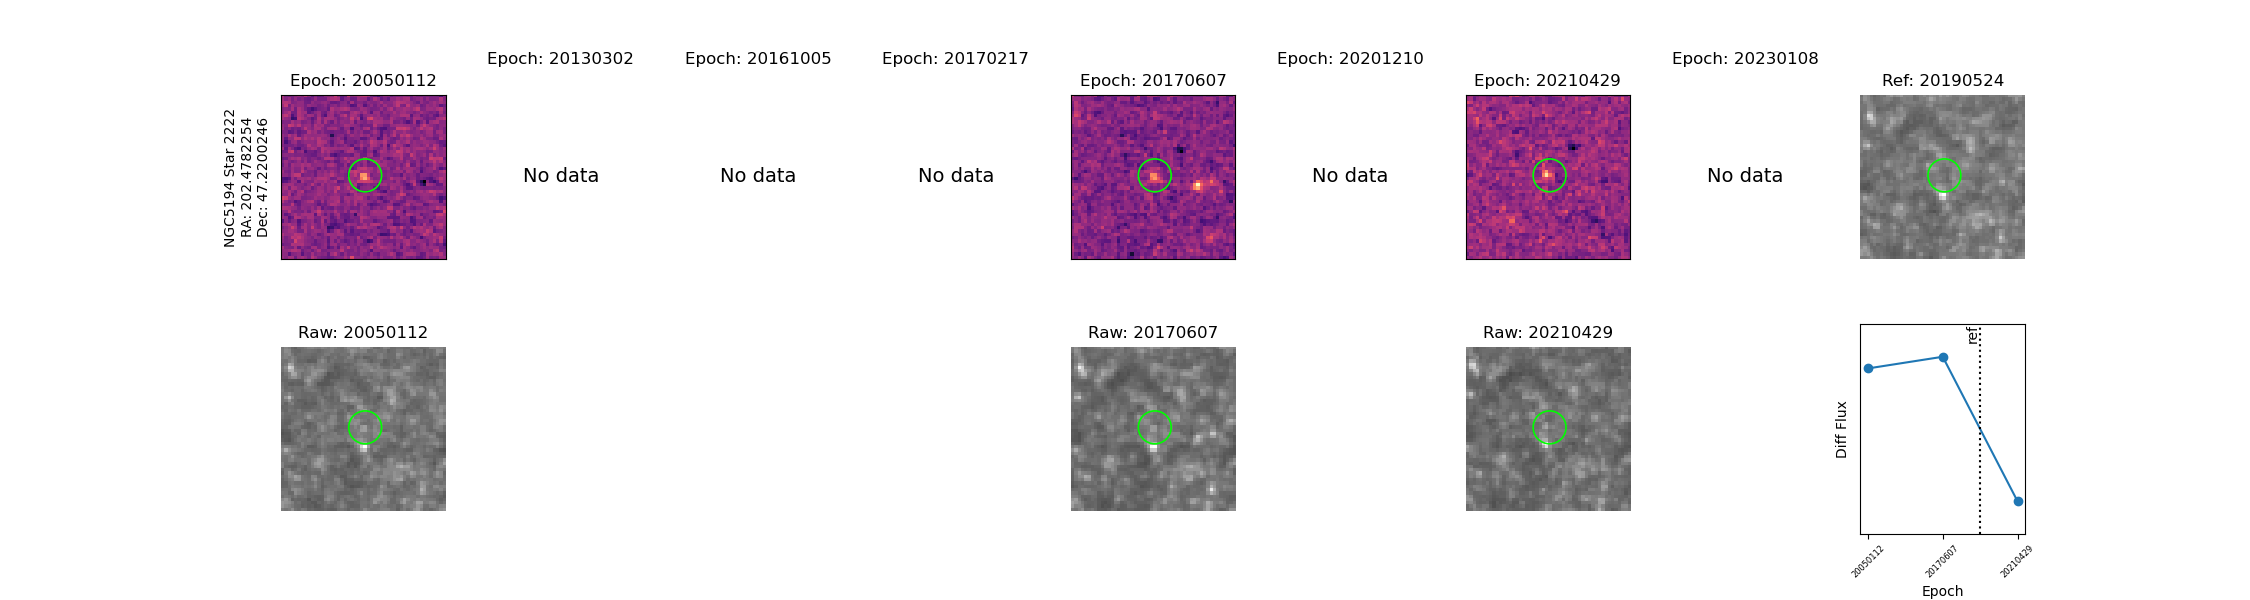 Epoch: 20050112
Epoch: 20130302
Epoch: 20161005
Epoch: 20170217
Epoch: 20170607
Epoch: 20201210
Epoch: 20210429
Epoch: 20230108
Ref: 20190524
NGC5194 Star 2222
RA: 202.4782254
Dec: 47.2200246
No data
No data
No data
No data
No data
Raw: 20050112
Raw: 20170607
Raw: 20210429
ref
Diff Flux
20050112
20170607
20210429
Epoch